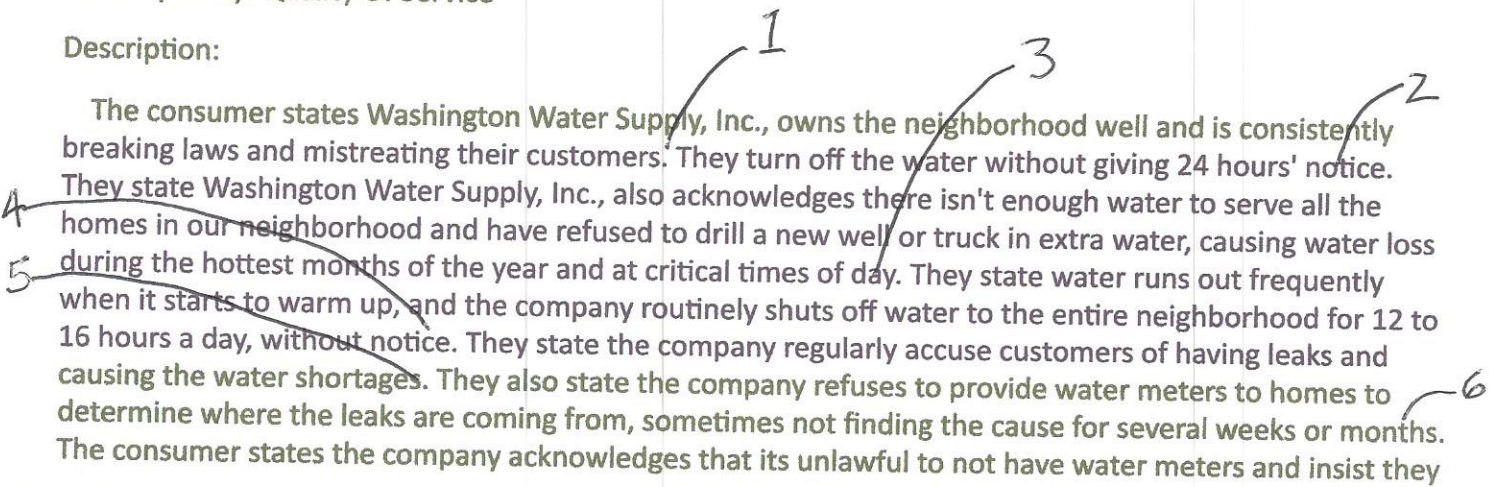 Description:
1
3
2
The consumer states Washington Water Supply, Inc., owns the neighborhood well and is consistently
breaking laws and mistreating their customers. They turn off the water without giving 24 hours' notice.
They state Washington Water Supply, Inc., also acknowledges there isn't enough water to serve all the
4
homes in our neighborhood and have refused to drill a new well or truck in extra water, causing water loss
5
during the hottest months of the year and at critical times of day. They state water runs out frequently
when it starts to warm up, and the company routinely shuts off water to the entire neighborhood for 12 to
16 hours a day, without notice. They state the company regularly accuse customers of having leaks and
causing the water shortages. They also state the company refuses to provide water meters to homes to
6
determine where the leaks are coming from, sometimes not finding the cause for several weeks or months.
The consumer states the company acknowledges that its unlawful to not have water meters and insist they